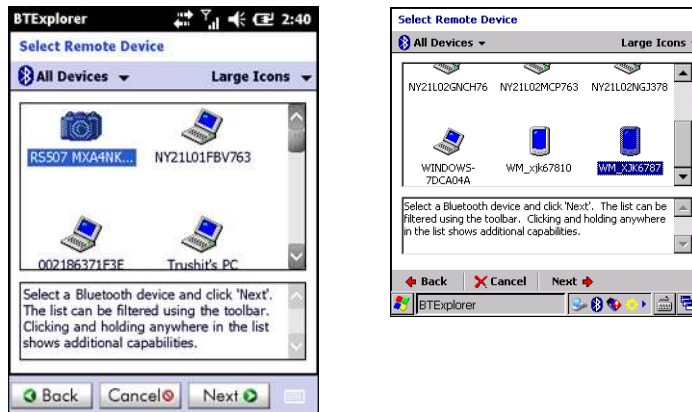 BTExplorer 2:40
Select Remote Device
All Devices Large Icons
RS507 MXA4NK... NY21L01FBV763
002186371F3E Trushit's PC
Select a Bluetooth device and click 'Next'.
The list can be filtered using the toolbar.
Clicking and holding anywhere in the list
shows additional capabilities.
Back Cancel Next
Select Remote Device
All Devices Large Icons
NY21L02GNCH76 NY21L02MCP763 NY21L02NGJ378
WINDOWS-
7DCA04A WM_xjk67810 WM_XJK6787
Select a Bluetooth device and click 'Next'. The list can be
filtered using the toolbar. Clicking and holding anywhere
in the list shows additional capabilities.
Back Cancel Next
BTExplorer